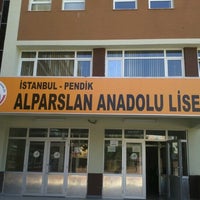 İSTANBUL - PENDİK
ALPARSLAN ANADOLU LİSE